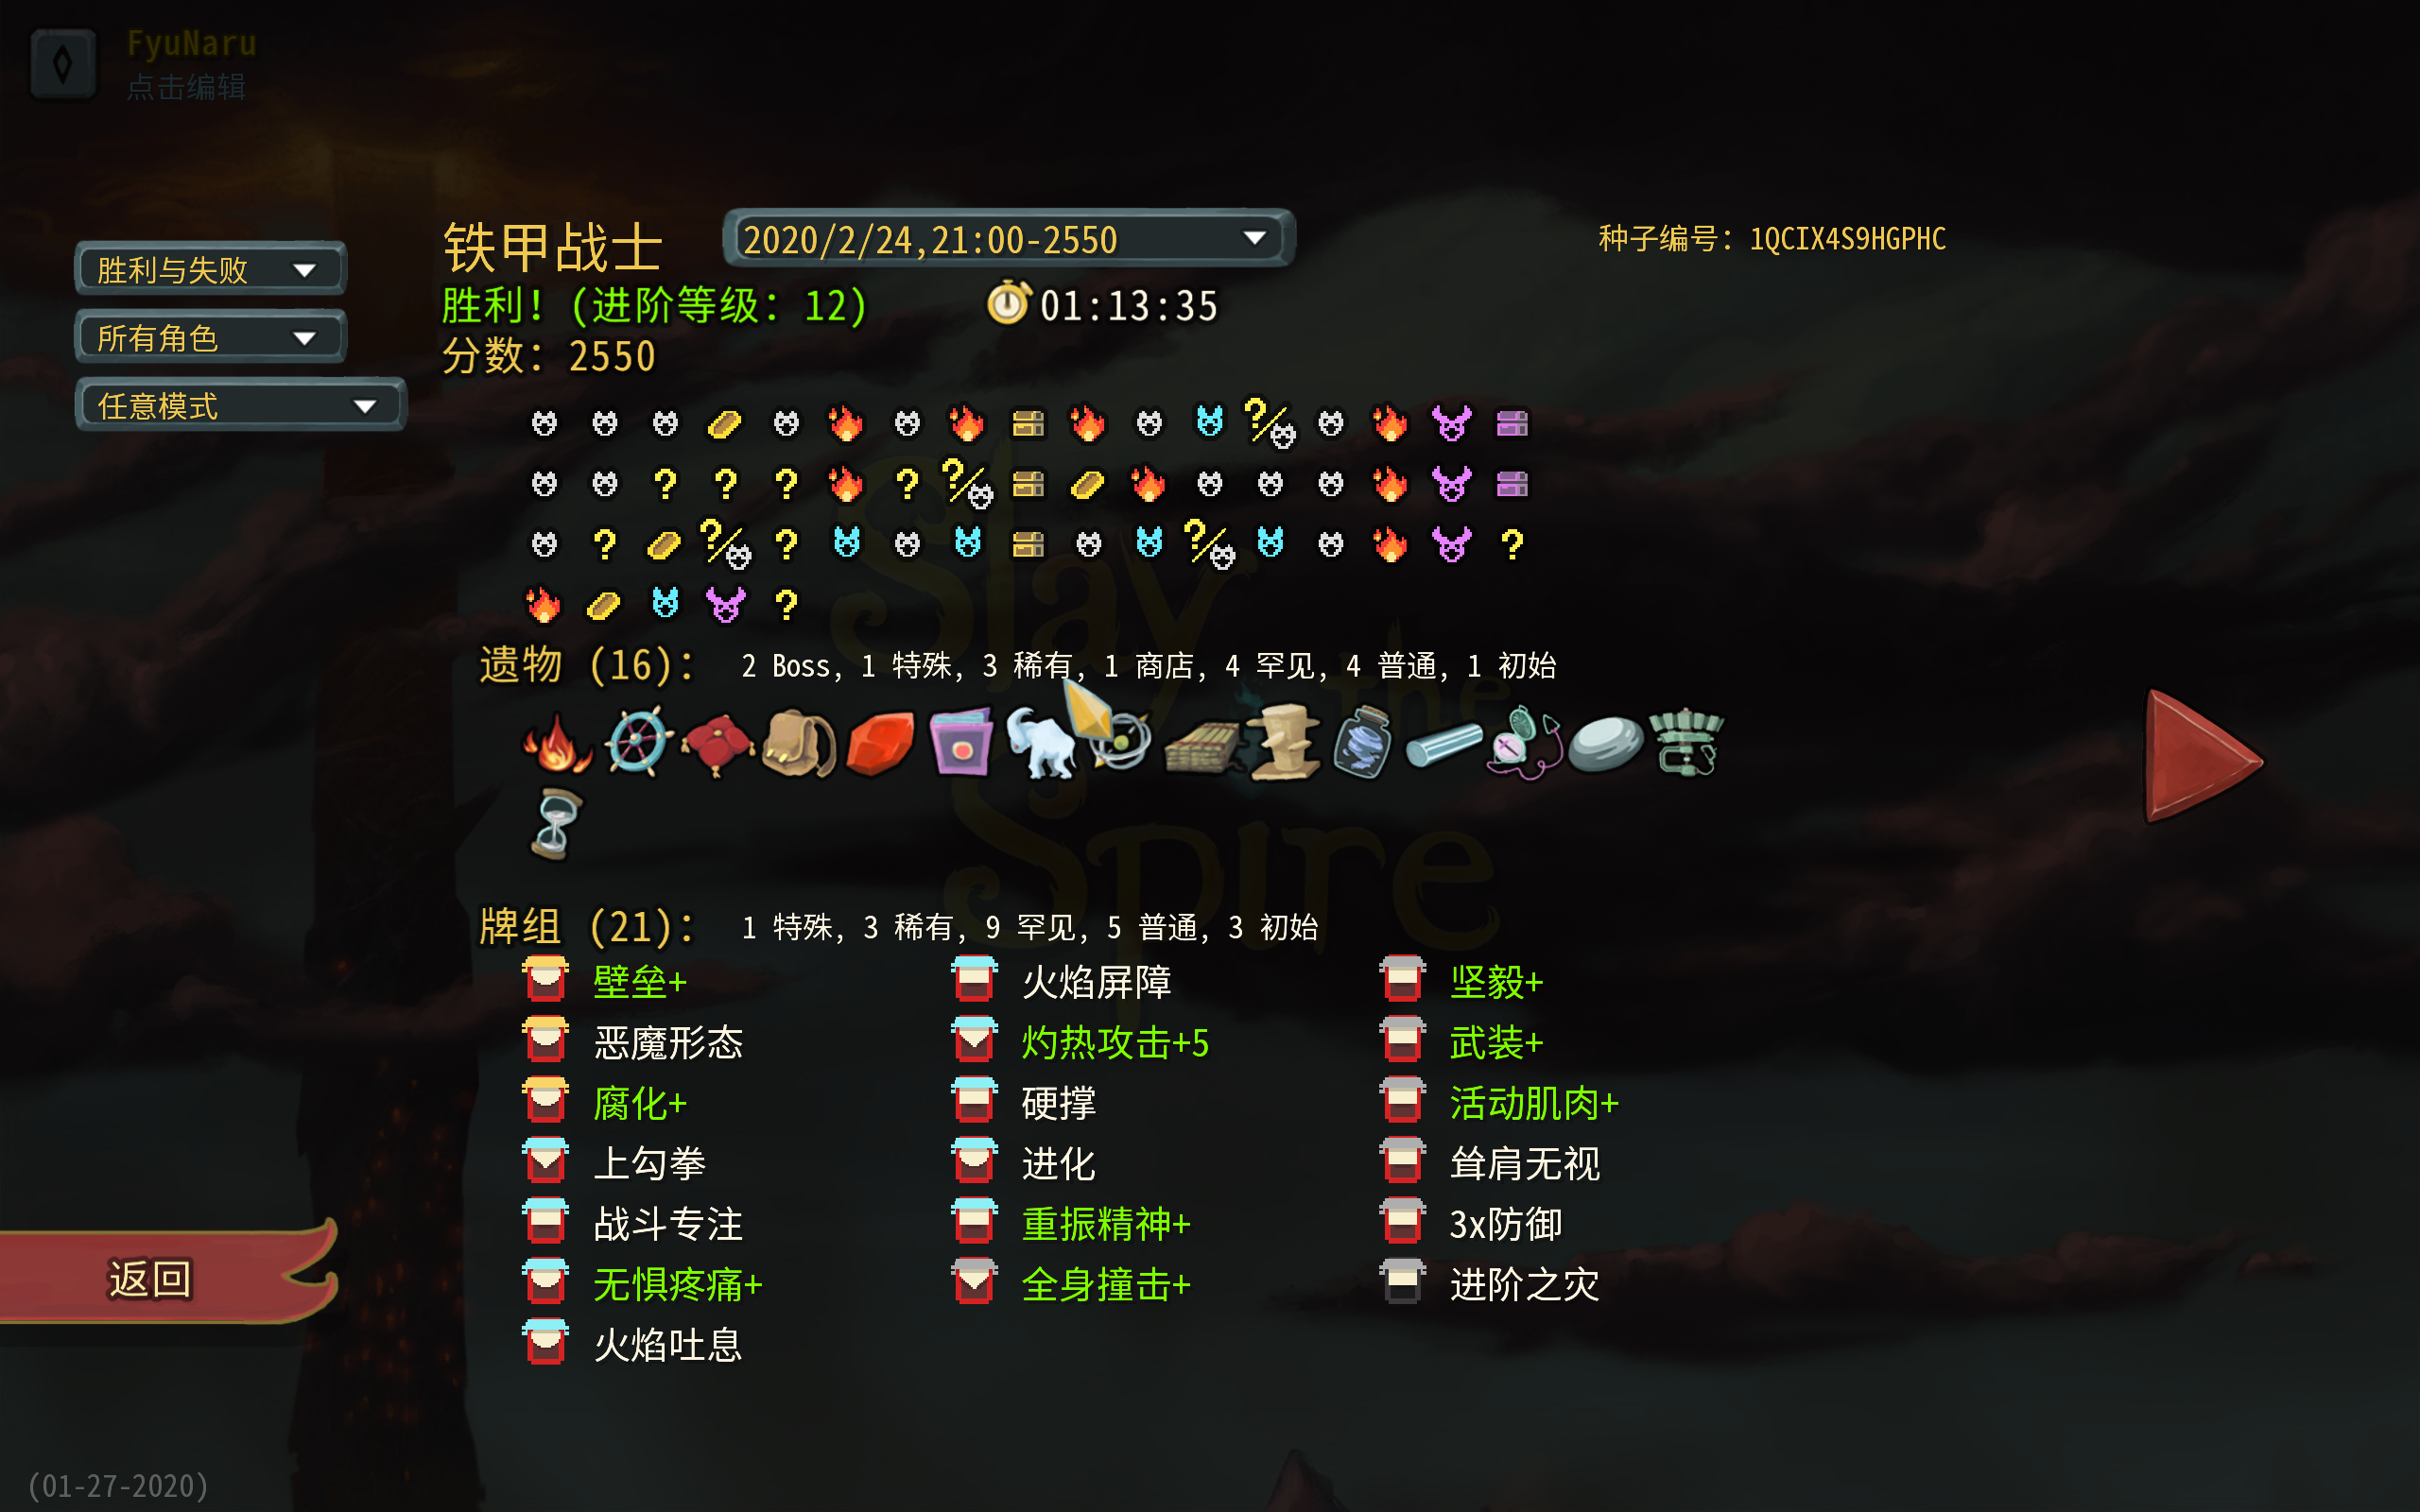 FyuNaru
点击编辑
铁甲战士
2020/2/24,21:00-2550
种子编号: 1QCIX4S9HGPHC
胜利与失败
胜利! (进阶等级: 12)
01:13:35
所有角色
分数: 2550
任意模式
Slay the Spire
遗物 (16):
2 Boss, 1 特殊, 3 稀有, 1 商店, 4 罕见, 4 普通, 1 初始
牌组 (21):
1 特殊, 3 稀有, 9 罕见, 5 普通, 3 初始
壁垒+
火焰屏障
坚毅+
恶魔形态
灼热攻击+5
武装+
腐化+
硬撑
活动肌肉+
上勾拳
进化
耸肩无视
战斗专注
重振精神+
3x防御
无惧疼痛+
全身撞击+
进阶之灾
火焰吐息
返回
(01-27-2020)